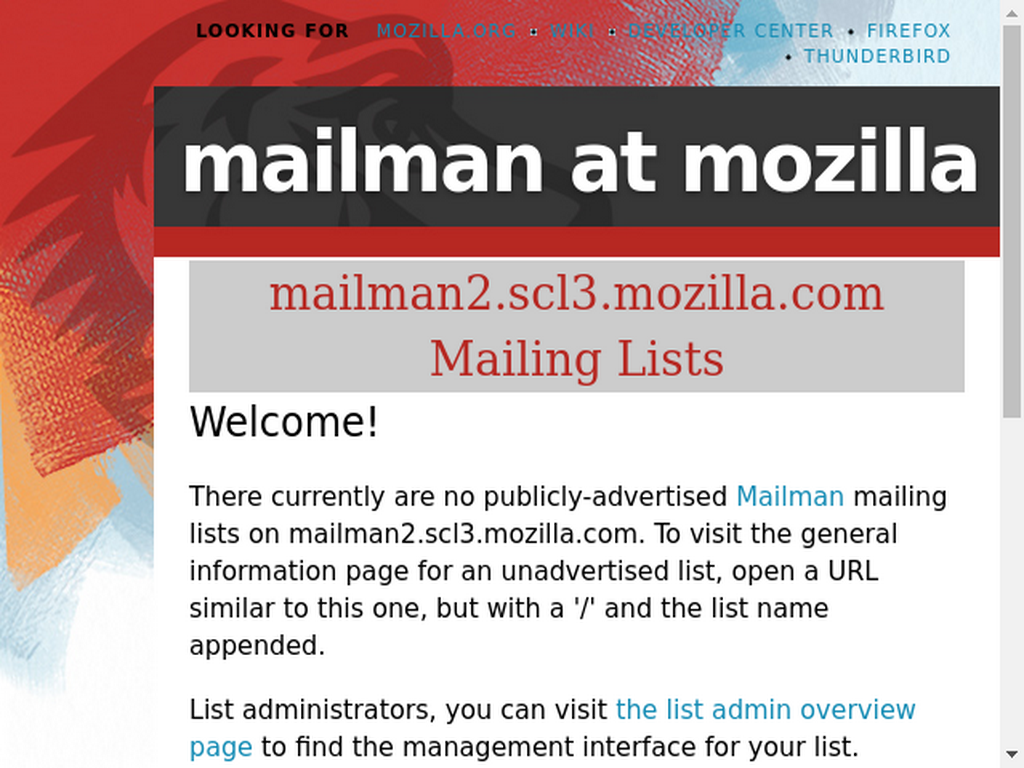 LOOKING FOR MOZILLA.ORG • WIKI • DEVELOPER CENTER • FIREFOX
• THUNDERBIRD
mailman at mozilla
mailman2.scl3.mozilla.com
Mailing Lists
Welcome!
There currently are no publicly-advertised Mailman mailing
lists on mailman2.scl3.mozilla.com. To visit the general
information page for an unadvertised list, open a URL
similar to this one, but with a '/' and the list name
appended.
List administrators, you can visit the list admin overview
page to find the management interface for your list.